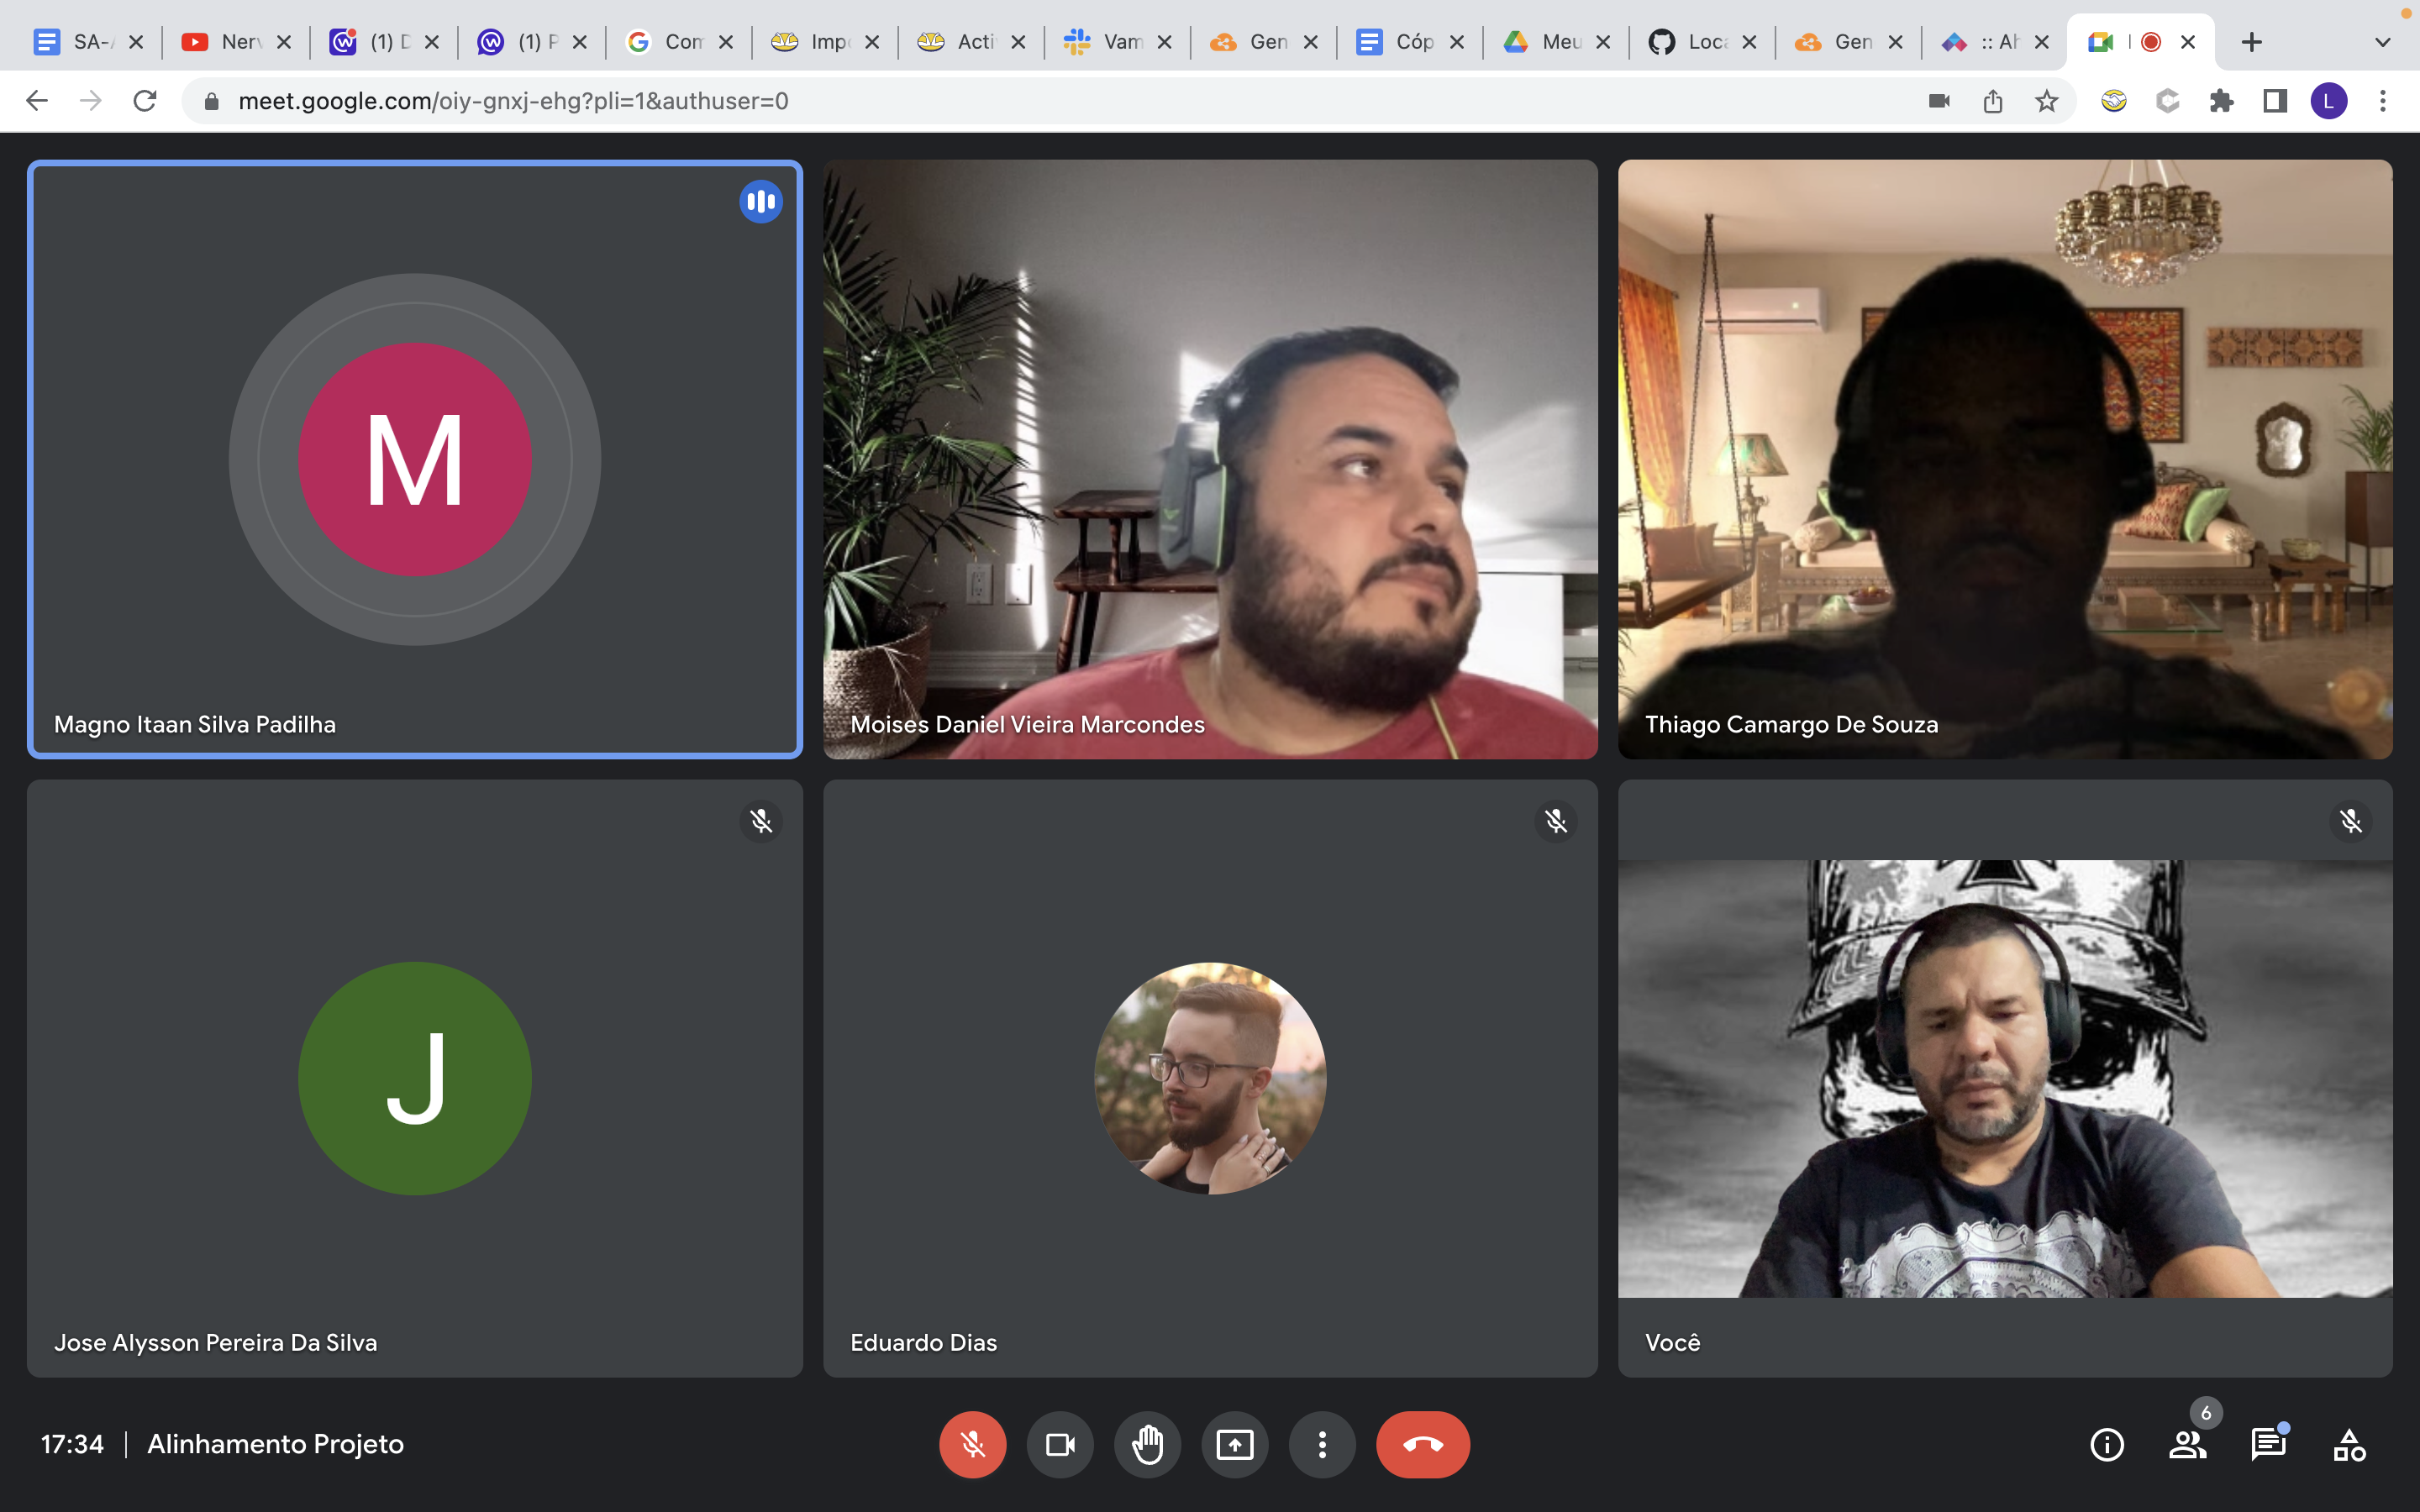 SA-A
Nerv
(1) D
(1) P
Con
Impo
Acti
Vam
Gen
Cóp
Meu
Loca
Gen
:: Ah
meet.google.com/oiy-gnxj-ehg?pli=1&authuser=0
L
M
Magno Itaan Silva Padilha
Moises Daniel Vieira Marcondes
Thiago Camargo De Souza
J
Jose Alysson Pereira Da Silva
Eduardo Dias
Você
17:34 | Alinhamento Projeto
6